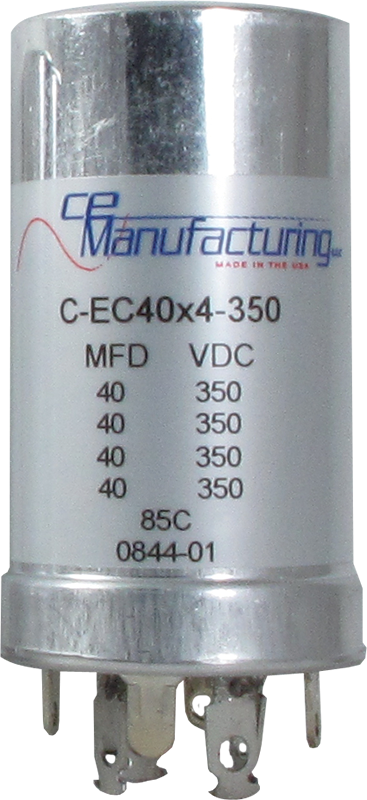 CE
Manufacturing
MADE IN THE USA
C-EC40x4-350
MFD VDC
40 350
40 350
40 350
40 350
85C
0844-01